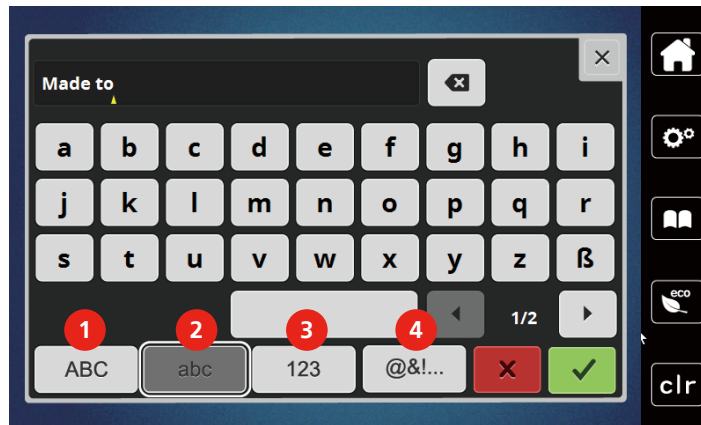 Made to
a b c d e f g h i
j k l m n o p q r
s t u v w x y z ß
1/2
1 2 3 4
ABC abc 123 @&!...
eco
clr